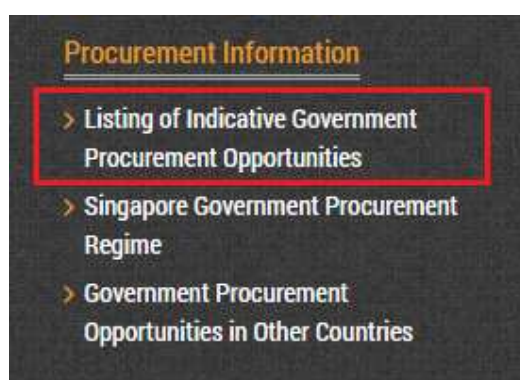 Procurement Information
> Listing of Indicative Government
Procurement Opportunities
> Singapore Government Procurement
Regime
> Government Procurement
Opportunities in Other Countries